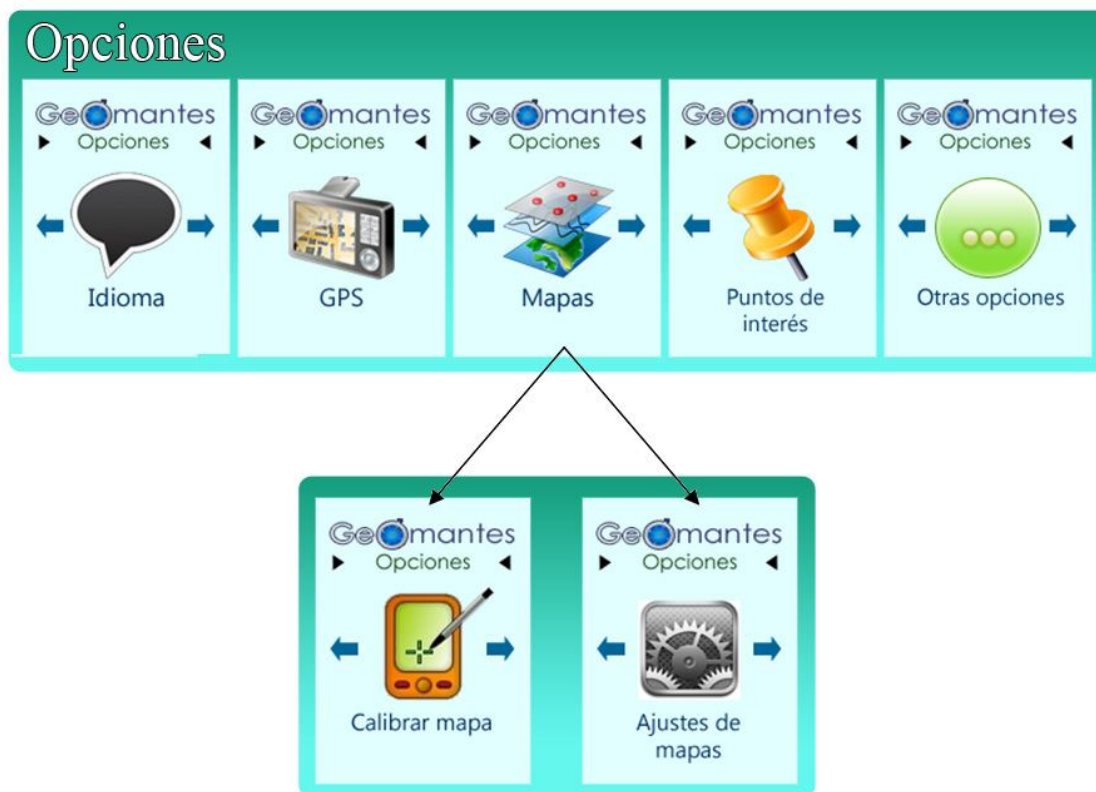 Opciones
Geomantes
Opciones
Idioma
Geomantes
Opciones
GPS
Geomantes
Opciones
Mapas
Geomantes
Opciones
Puntos de
interés
Geomantes
Opciones
Otras opciones
Geomantes
Opciones
Calibrar mapa
Geomantes
Opciones
Ajustes de
mapas